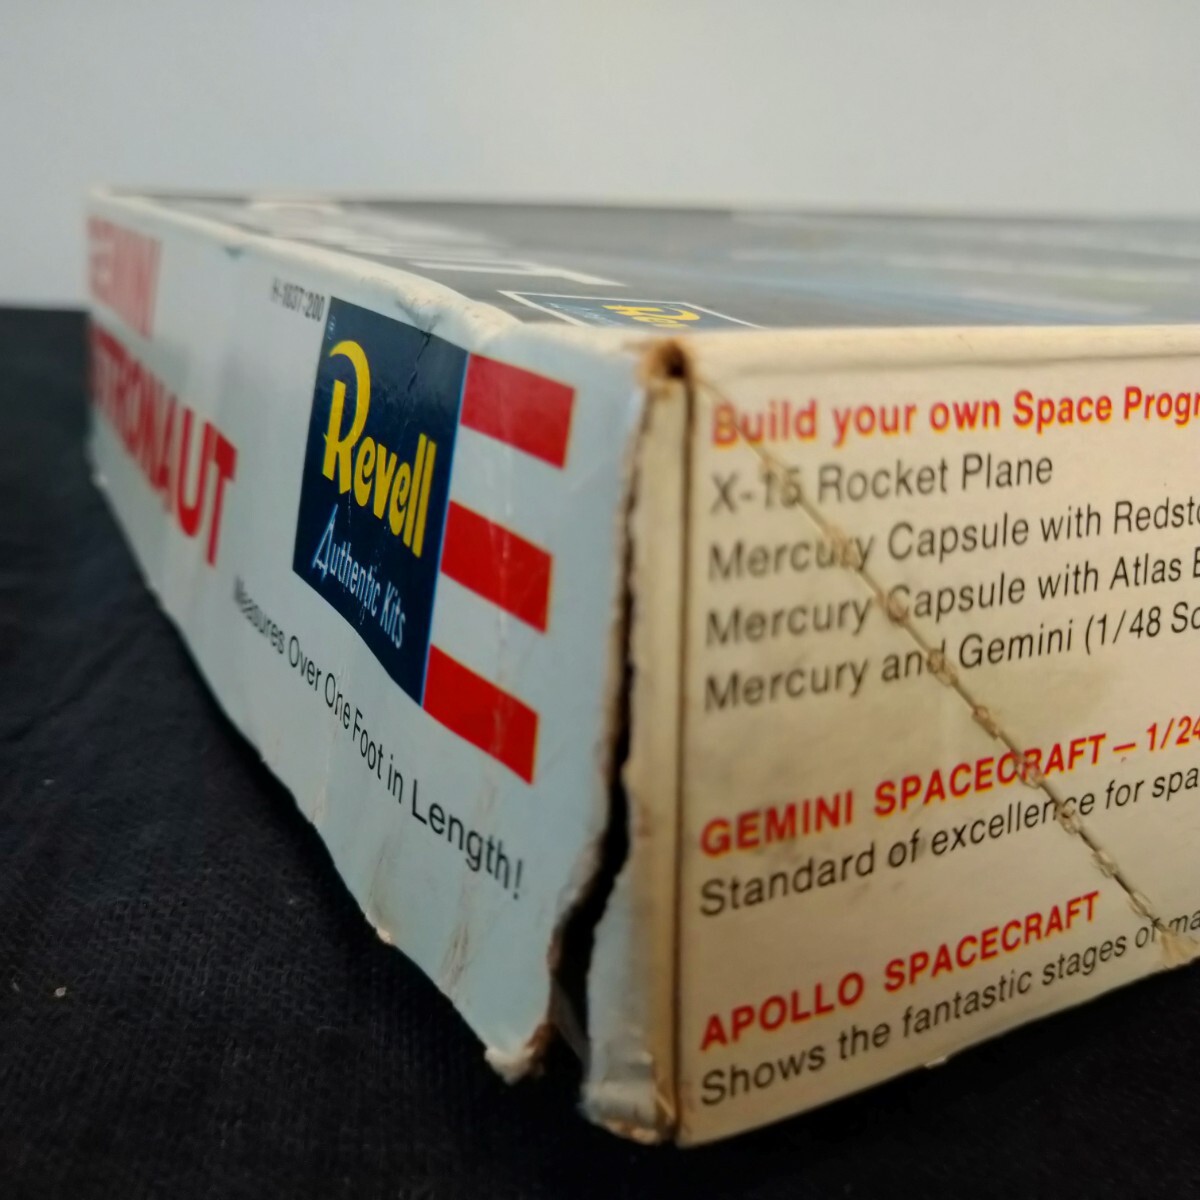 GEMINI
ASTRONAUT
H-1837:200
Revell
Authentic Kits
Measures Over One Foot in Length!
Revell
Build your own Space Progr
X-15 Rocket Plane
Mercury Capsule with Redsto
Mercury Capsule with Atlas B
Mercury and Gemini (1/48 Sc
GEMINI SPACECRAFT — 1/24
Standard of excellence for spa
APOLLO SPACECRAFT
Shows the fantastic stages of ma